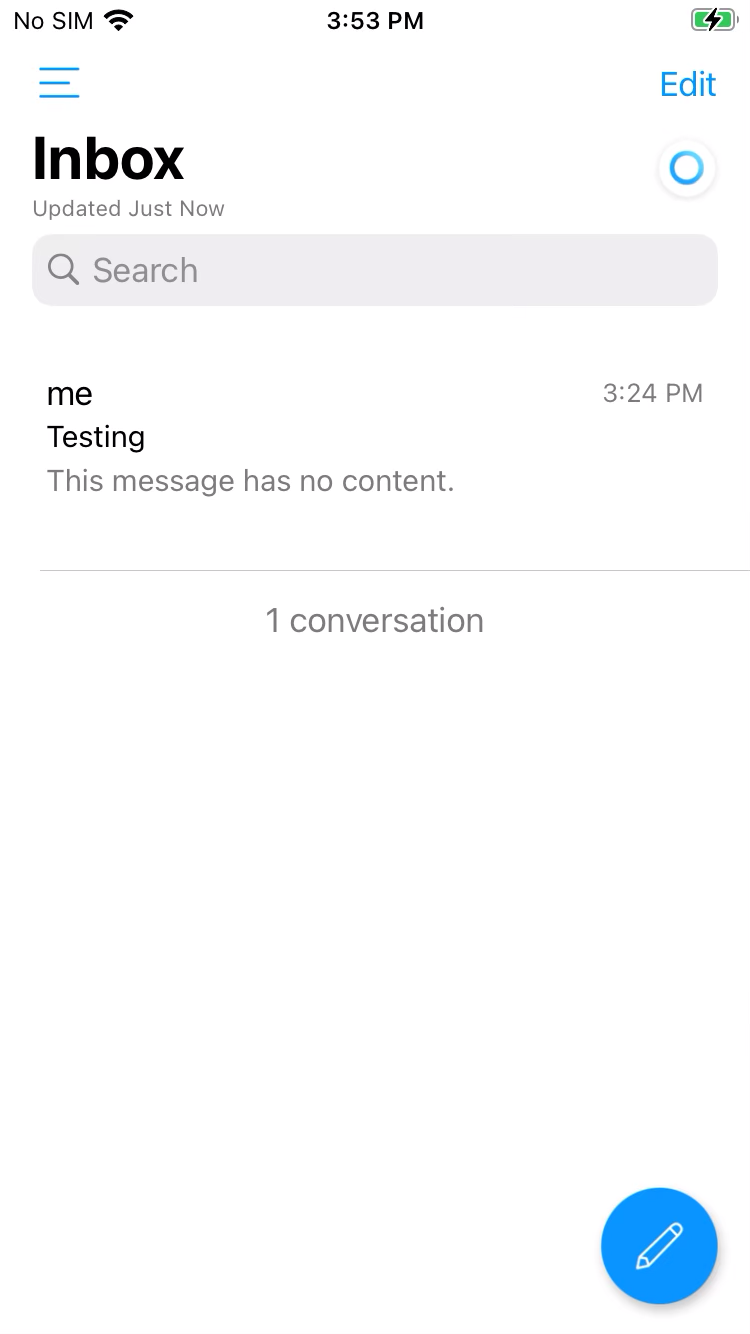 No SIM 3:53 PM
Edit
Inbox
Updated Just Now
Search
me 3:24 PM
Testing
This message has no content.
1 conversation